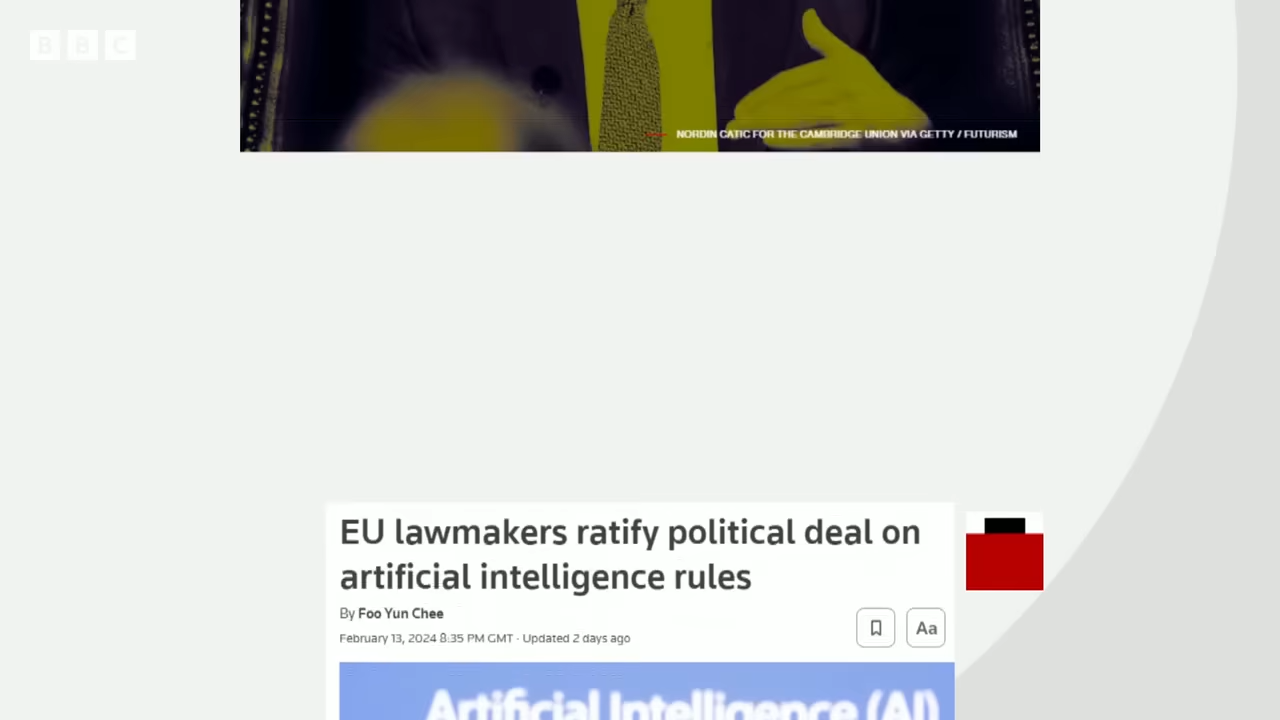 BBC
NORDIN CATIC FOR THE CAMBRIDGE UNION VIA GETTY / FUTURISM
EU lawmakers ratify political deal on
artificial intelligence rules
By Foo Yun Chee
February 13, 2024 8:35 PM GMT · Updated 2 days ago
Aa
Artificial Intelligence (AI)